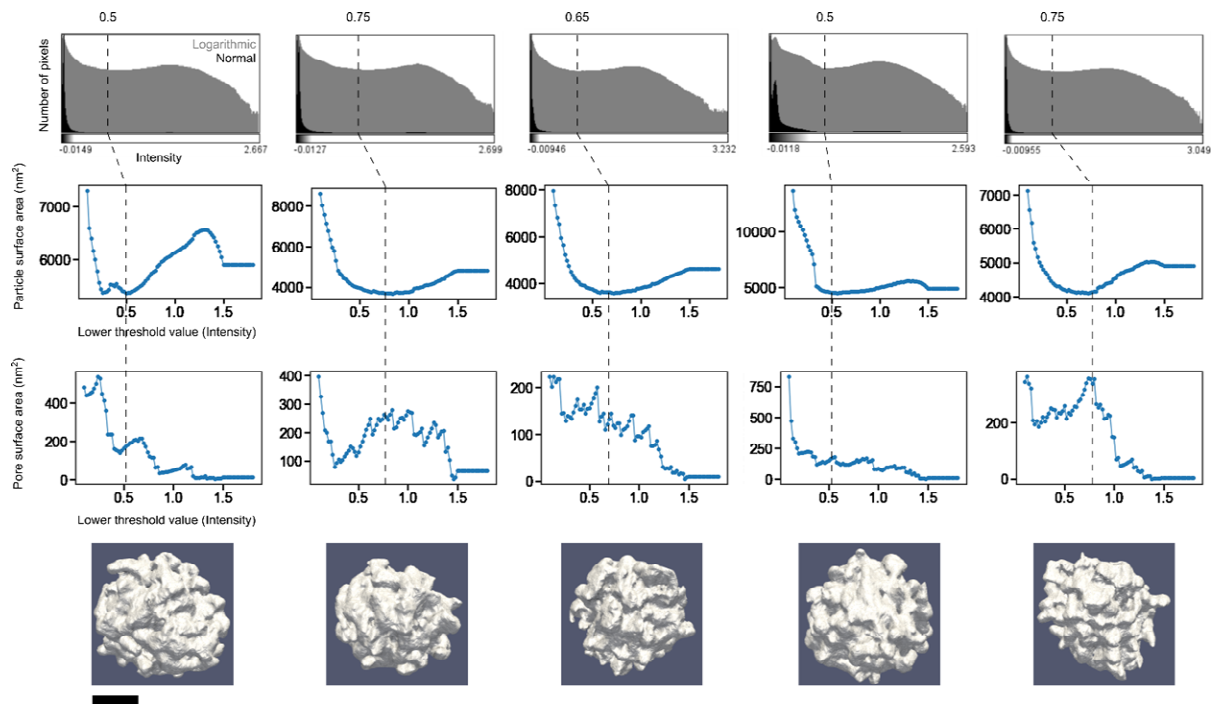 0.5 0.75 0.65 0.5 0.75
Logarithmic
Normal
Number of pixels
-0.0149 2.667 -0.0127 2.699 -0.00946 3.232 -0.0118 2.593 -0.00955 3.049
Intensity
Particle surface area (nm²)
7000
6000
0.5 1.0 1.5
8000
6000
4000
0.5 1.0 1.5
8000
6000
4000
0.5 1.0 1.5
10000
5000
0.5 1.0 1.5
7000
6000
5000
4000
0.5 1.0 1.5
Lower threshold value (Intensity)
Pore surface area (nm²)
400
200
0
0.5 1.0 1.5
400
300
200
100
0.5 1.0 1.5
200
100
0
0.5 1.0 1.5
750
500
250
0
0.5 1.0 1.5
200
0
0.5 1.0 1.5
Lower threshold value (Intensity)